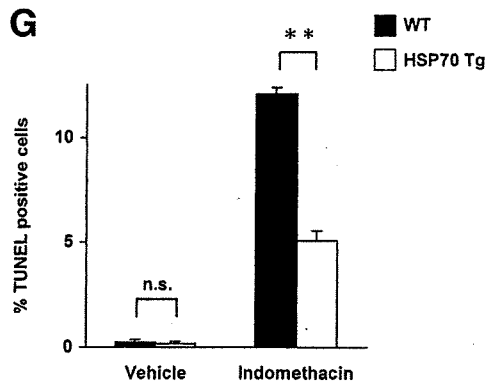 G
WT
HSP70 Tg
**
% TUNEL positive cells
10
5
0
n.s.
Vehicle
Indomethacin